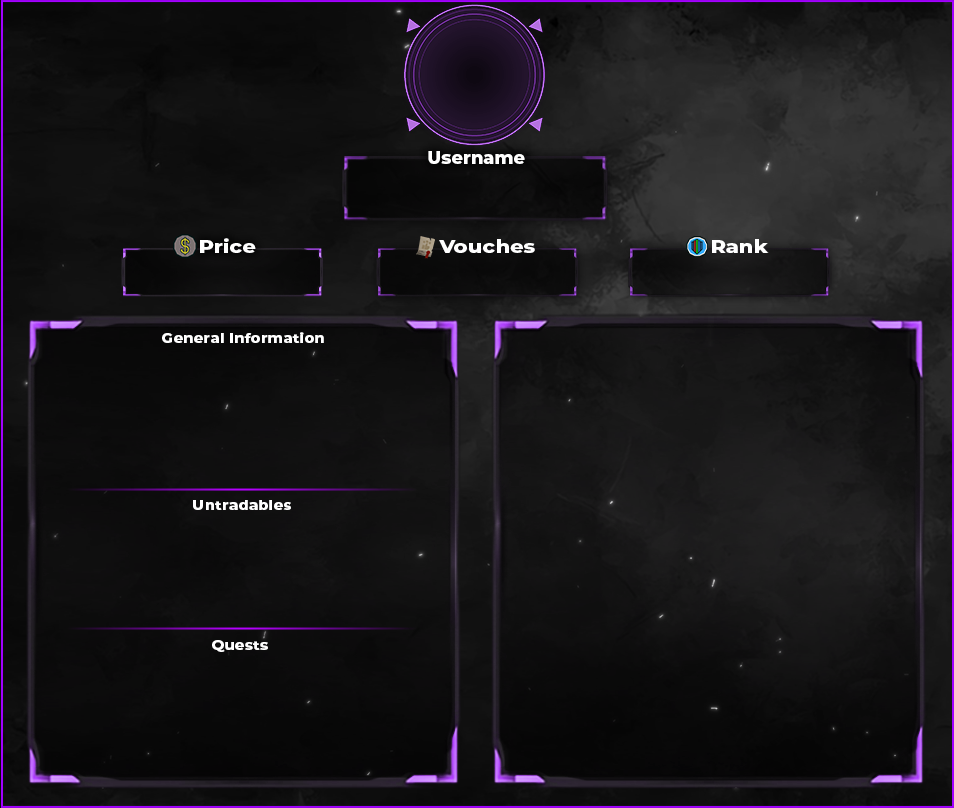 Username
Price
Vouches
Rank
General Information
Untradables
Quests